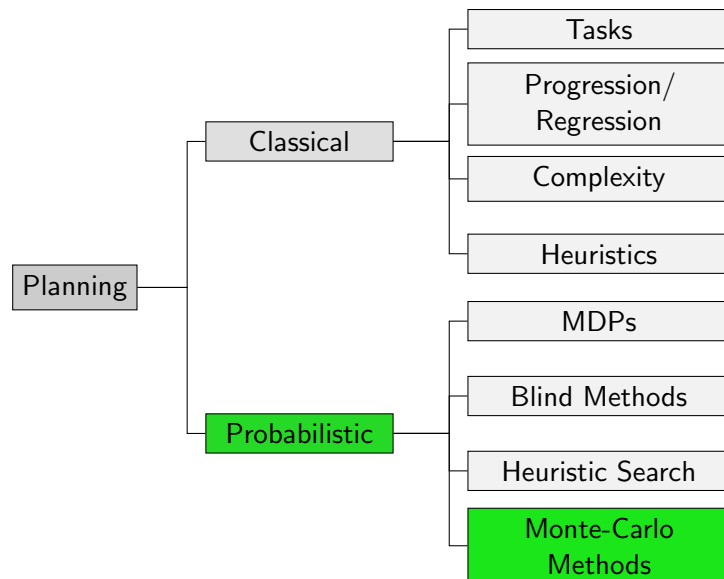 Planning
Classical
Tasks
Progression/
Regression
Complexity
Heuristics
Probabilistic
MDPs
Blind Methods
Heuristic Search
Monte-Carlo
Methods